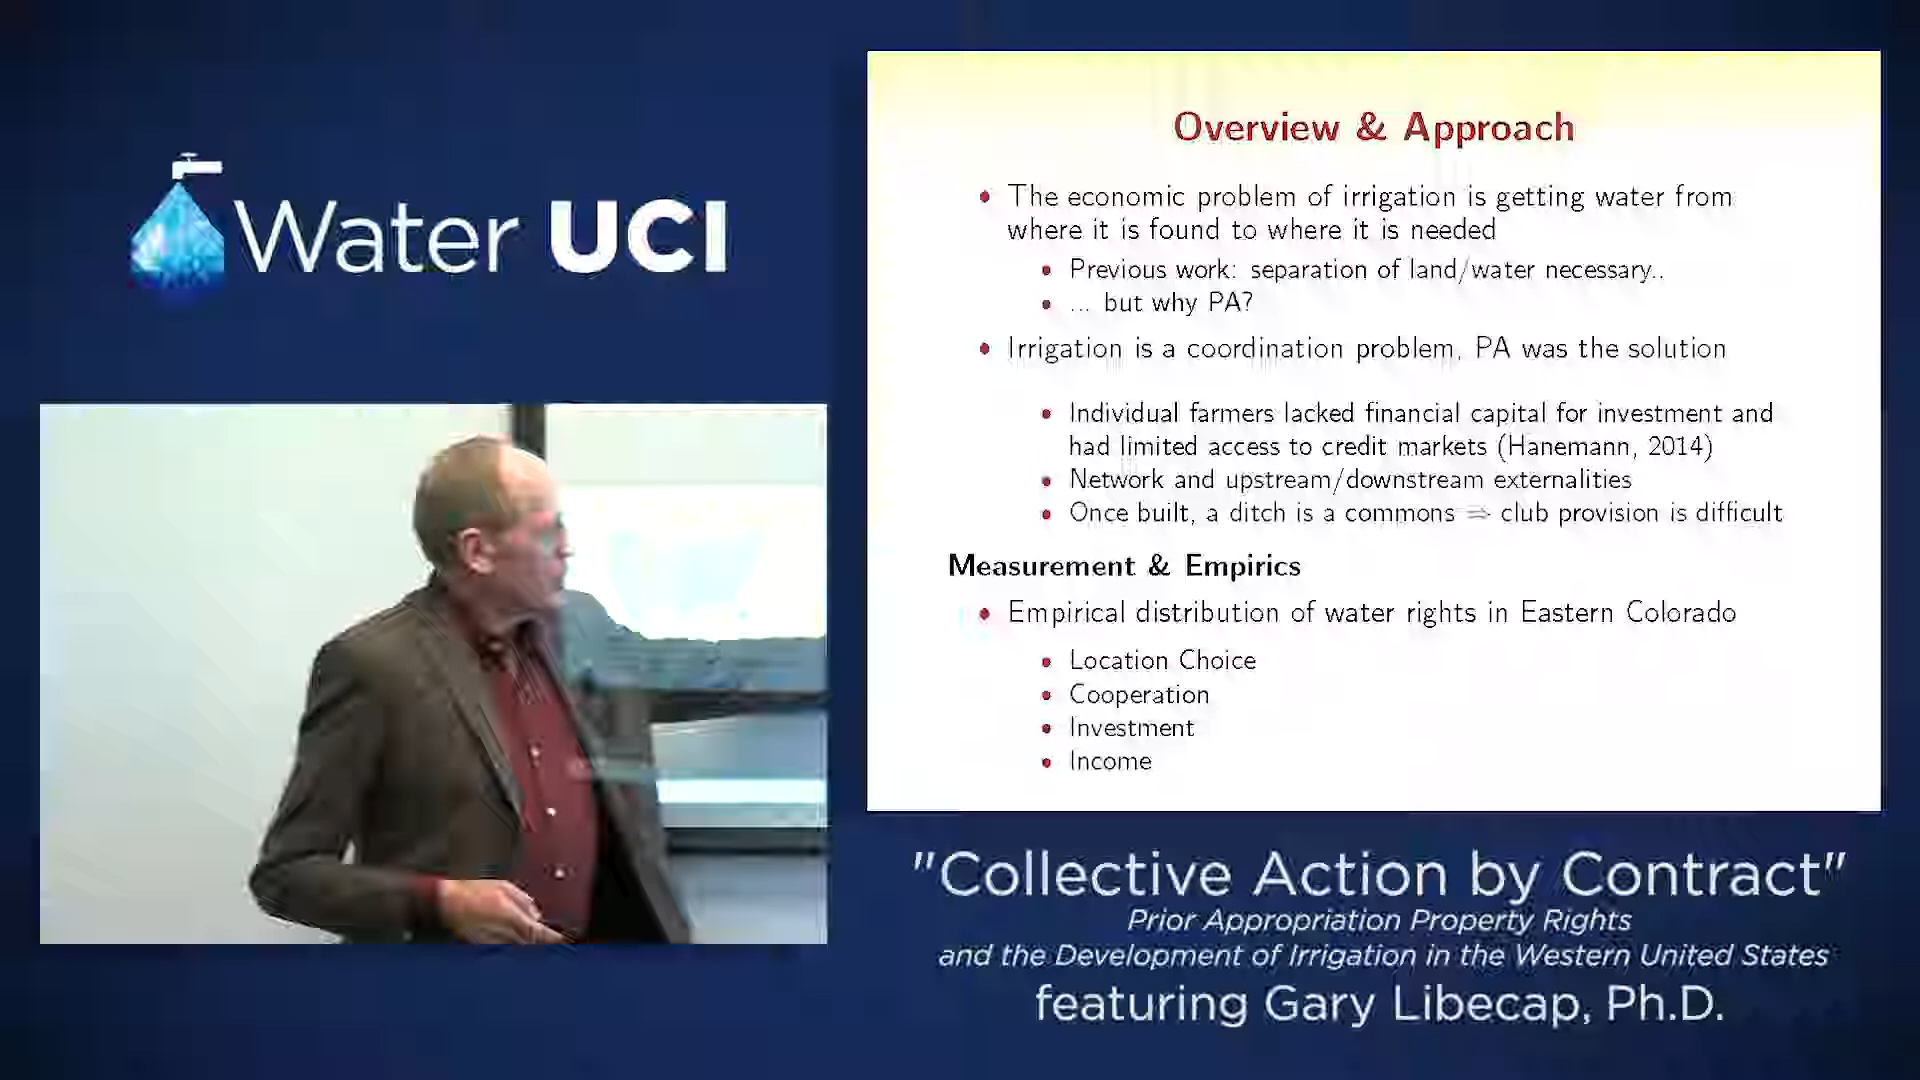 Water UCI
Overview & Approach
• The economic problem of irrigation is getting water from
where it is found to where it is needed
• Previous work: separation of land/water necessary..
• ... but why PA?
• Irrigation is a coordination problem, PA was the solution
• Individual farmers lacked financial capital for investment and
had limited access to credit markets (Hanemann, 2014)
• Network and upstream/downstream externalities
• Once built, a ditch is a commons ⇒ club provision is difficult
Measurement & Empirics
• Empirical distribution of water rights in Eastern Colorado
• Location Choice
• Cooperation
• Investment
• Income
"Collective Action by Contract"
Prior Appropriation Property Rights
and the Development of Irrigation in the Western United States
featuring Gary Libecap, Ph.D.